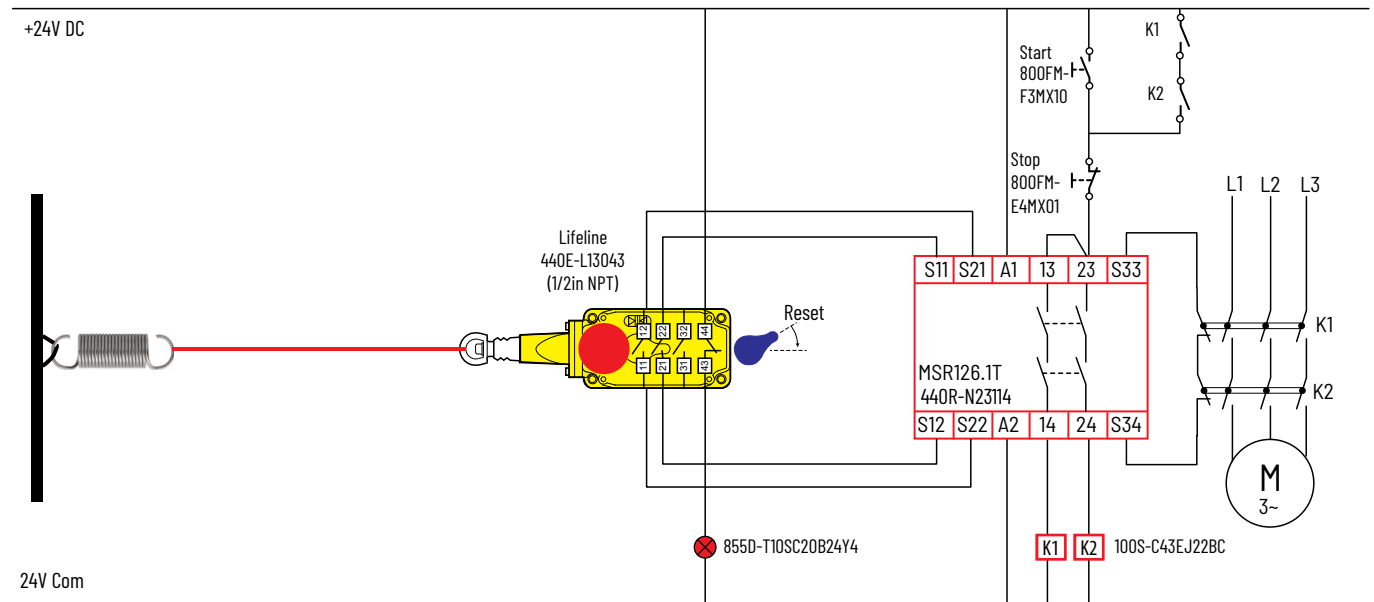 +24V DC
K1
Start
800FM-
F3MX10
K2
Stop
800FM-
E4MX01
L1 L2 L3
Lifeline
440E-L13043
(1/2in NPT)
S11 S21 A1 13 23 S33
12 22 32 44
Reset
K1
11 21 31 43
MSR126.1T
440R-N23114
K2
S12 S22 A2 14 24 S34
M
3~
855D-T10SC20B24Y4
K1 K2 100S-C43EJ22BC
24V Com